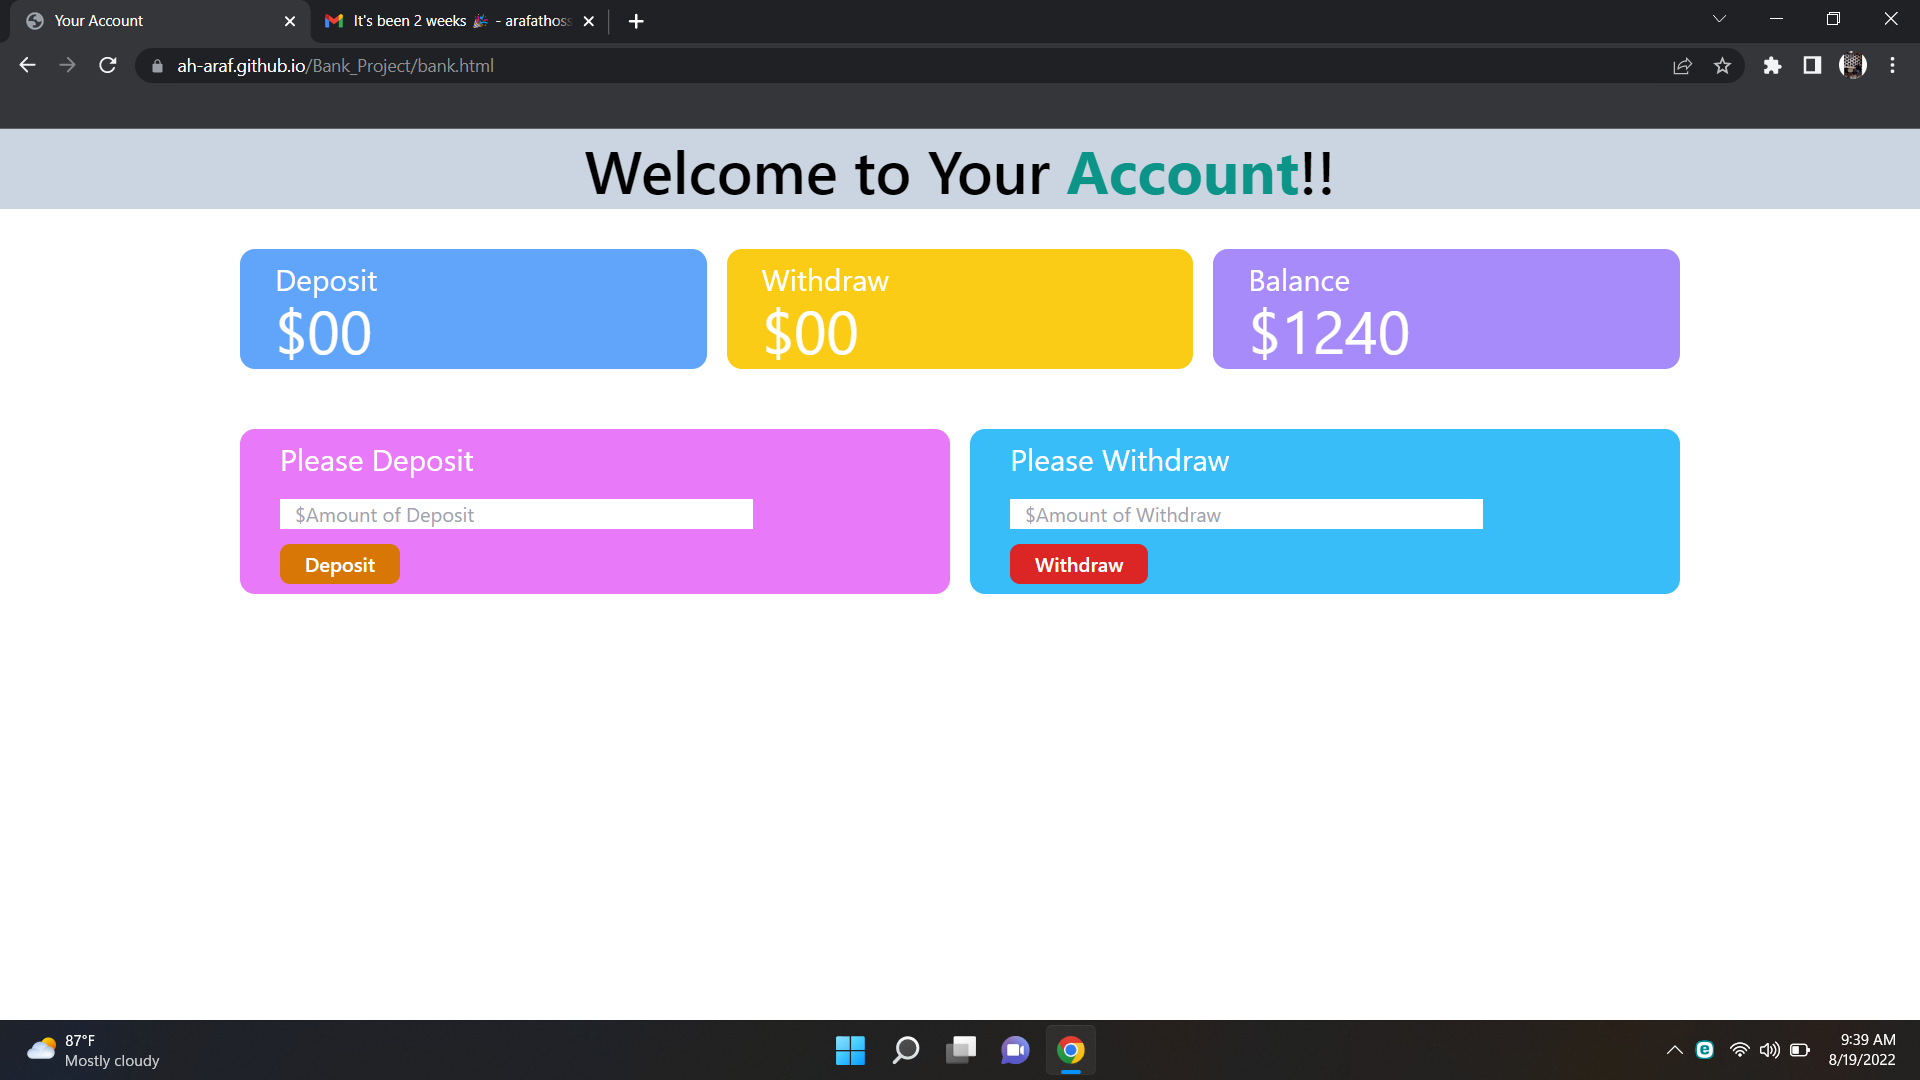 Your Account
It's been 2 weeks 🎉 - arafathoss
ah-araf.github.io/Bank_Project/bank.html
Welcome to Your Account!!
Deposit
$00
Withdraw
$00
Balance
$1240
Please Deposit
$Amount of Deposit
Deposit
Please Withdraw
$Amount of Withdraw
Withdraw
87°F
Mostly cloudy
9:39 AM
8/19/2022